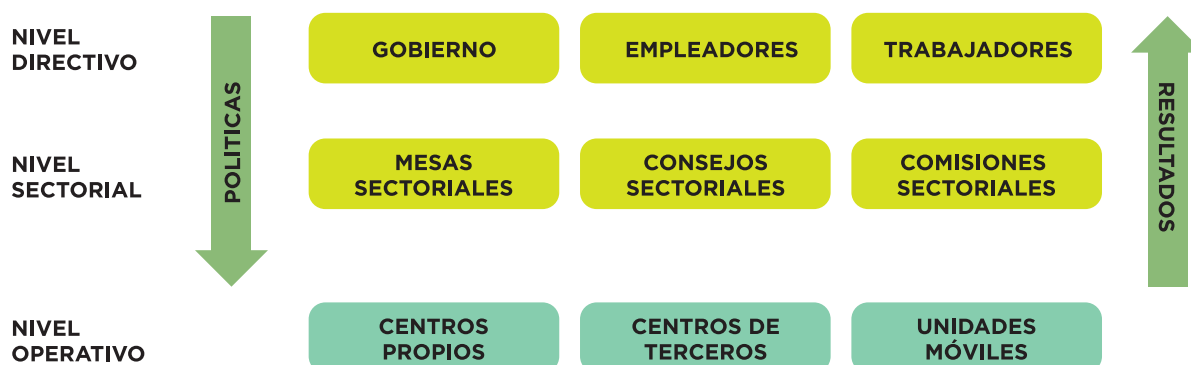 NIVEL
DIRECTIVO
POLITICAS
GOBIERNO
EMPLEADORES
TRABAJADORES
RESULTADOS
NIVEL
SECTORIAL
MESAS
SECTORIALES
CONSEJOS
SECTORIALES
COMISIONES
SECTORIALES
NIVEL
OPERATIVO
CENTROS
PROPIOS
CENTROS DE
TERCEROS
UNIDADES
MÓVILES